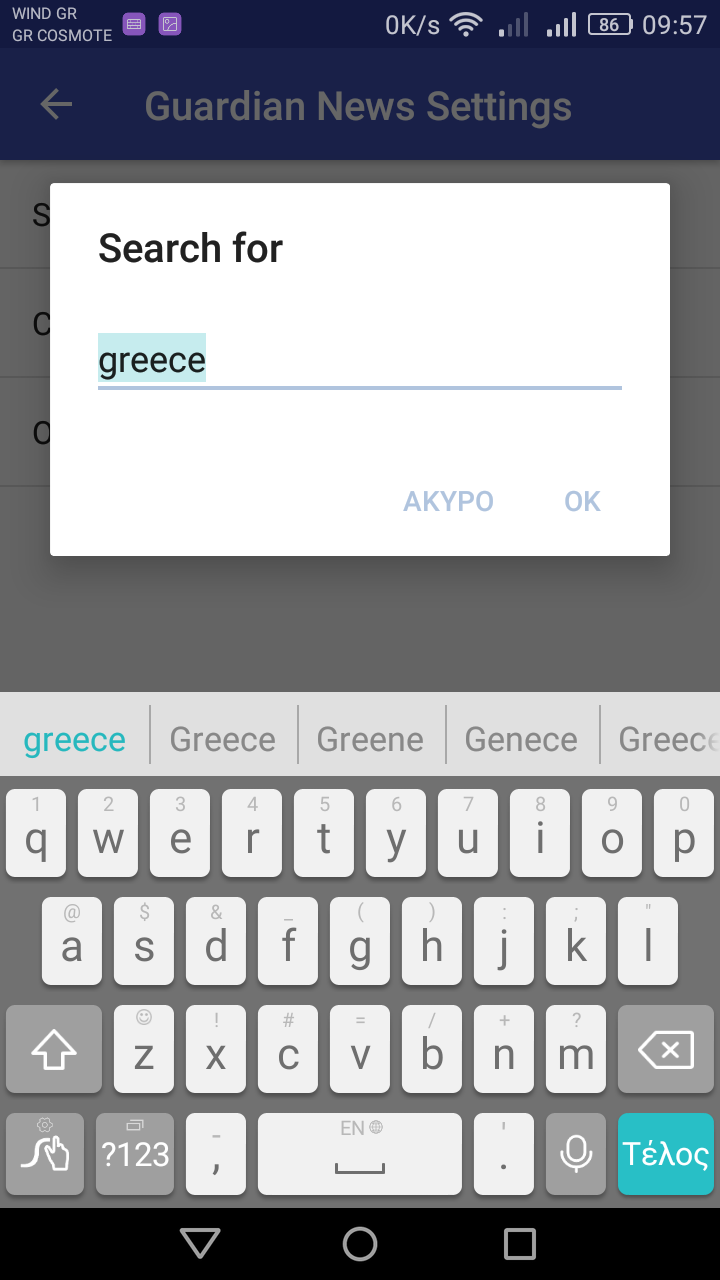 WIND GR
GR COSMOTE
0K/s 86 09:57
Guardian News Settings
S
Search for
C
greece
O
ΑΚΥΡΟ OK
greece Greece Greene Genece Greece
1 2 3 4 5 6 7 8 9 0
q w e r t y u i o p
@ $ & _ ( ) : ; "
a s d f g h j k l
! # = / + ?
z x c v b n m
EN
?123 - , ' . Τέλος